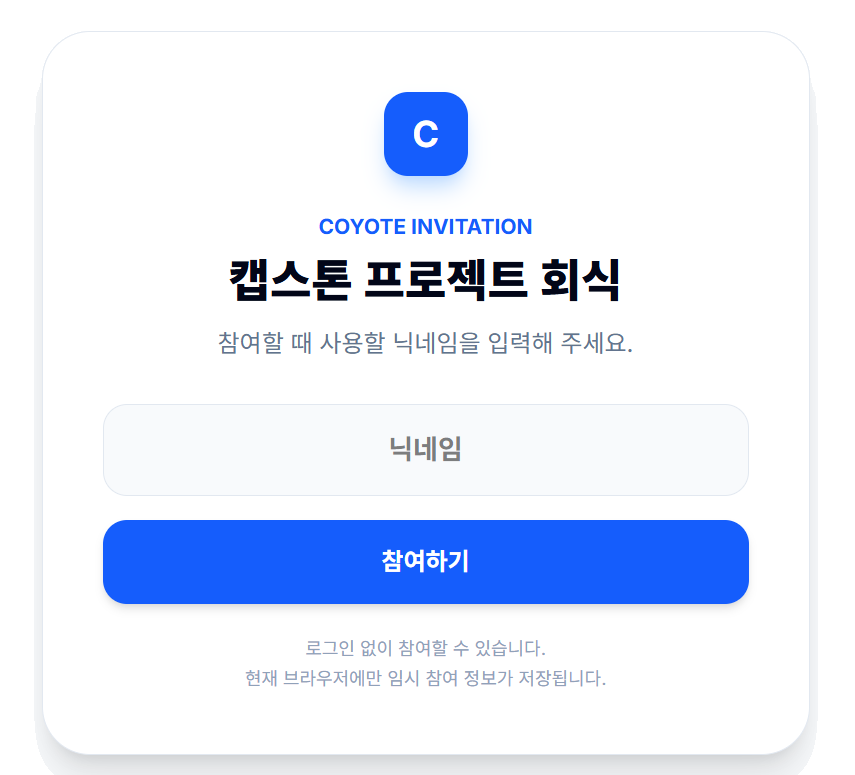 C
COYOTE INVITATION
캡스톤 프로젝트 회식
참여할 때 사용할 닉네임을 입력해 주세요.
닉네임
참여하기
로그인 없이 참여할 수 있습니다.
현재 브라우저에만 임시 참여 정보가 저장됩니다.